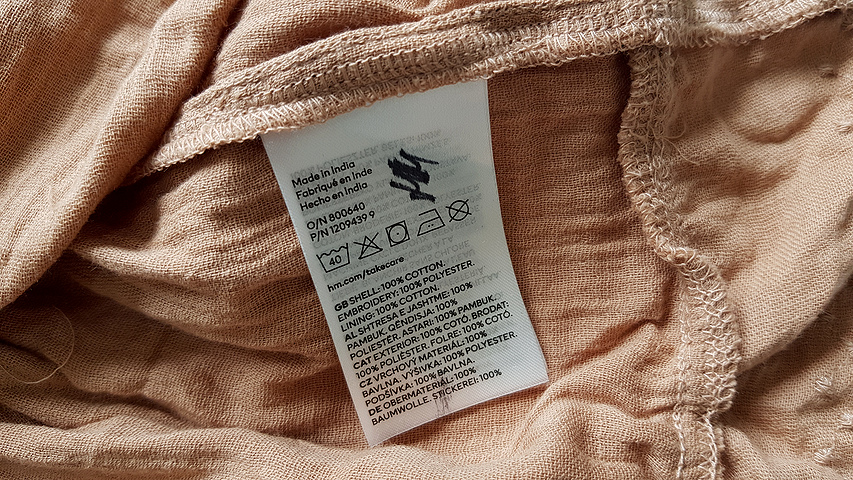 Made in India
Fabriqué en Inde
Hecho en India
O/N 800640
P/N 1209439 9
40
hm.com/takecare
GB SHELL: 100% COTTON.
EMBROIDERY: 100% POLYESTER.
LINING: 100% COTTON.
AL SHTRESA E JASHTME: 100%
PAMBUK. QËNDISJA: 100%
POLIESTËR. ASTARI: 100% PAMBUK.
CAT EXTERIOR: 100% COTÓ. BRODAT:
100% POLIÈSTER. FOLRE: 100% COTÓ.
CZ VRCHOVÝ MATERIÁL: 100%
BAVLNA. VÝŠIVKA: 100% POLYESTER.
PODŠÍVKA: 100% BAVLNA.
DE OBERMATERIAL: 100%
BAUMWOLLE. STICKEREI: 100%